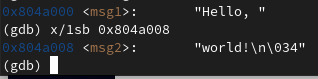 0x804a000 <msg1>:        "Hello, "
(gdb) x/1sb 0x804a008
0x804a008 <msg2>:        "world!\n\034"
(gdb)